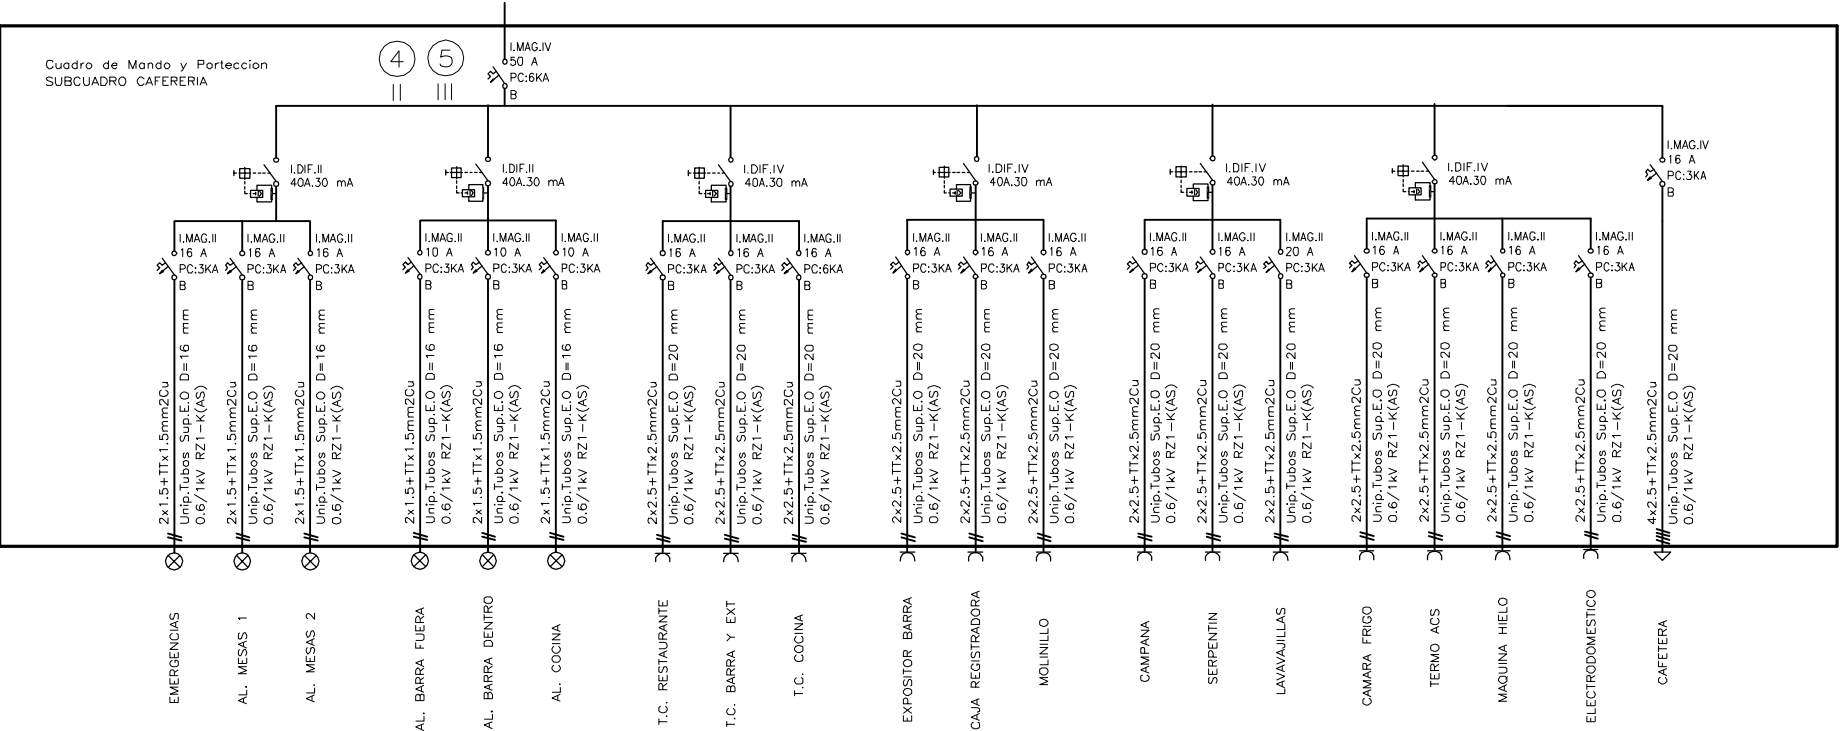 Cuadro de Mando y Porteccion
SUBCUADRO CAFERERIA
4
5
I.MAG.IV
50 A
PC:6KA
B
I.DIF.II
40A.30 mA
I.DIF.II
40A.30 mA
I.DIF.IV
40A.30 mA
I.DIF.IV
40A.30 mA
I.DIF.IV
40A.30 mA
I.DIF.IV
40A.30 mA
I.MAG.IV
16 A
PC:3KA
B
I.MAG.II
16 A
PC:3KA
B
I.MAG.II
16 A
PC:3KA
B
I.MAG.II
16 A
PC:3KA
B
I.MAG.II
10 A
PC:3KA
B
I.MAG.II
10 A
PC:3KA
B
I.MAG.II
10 A
PC:3KA
B
I.MAG.II
16 A
PC:3KA
B
I.MAG.II
16 A
PC:3KA
B
I.MAG.II
16 A
PC:6KA
B
I.MAG.II
16 A
PC:3KA
B
I.MAG.II
16 A
PC:3KA
B
I.MAG.II
16 A
PC:3KA
B
I.MAG.II
16 A
PC:3KA
B
I.MAG.II
16 A
PC:3KA
B
I.MAG.II
20 A
PC:3KA
B
I.MAG.II
16 A
PC:3KA
B
I.MAG.II
16 A
PC:3KA
B
I.MAG.II
16 A
PC:3KA
B
I.MAG.II
16 A
PC:3KA
B
2x1.5+TTx1.5mm2Cu
Unip.Tubos Sup.E.O D=16 mm
0.6/1kV RZ1-K(AS)
2x1.5+TTx1.5mm2Cu
Unip.Tubos Sup.E.O D=16 mm
0.6/1kV RZ1-K(AS)
2x1.5+TTx1.5mm2Cu
Unip.Tubos Sup.E.O D=16 mm
0.6/1kV RZ1-K(AS)
2x1.5+TTx1.5mm2Cu
Unip.Tubos Sup.E.O D=16 mm
0.6/1kV RZ1-K(AS)
2x1.5+TTx1.5mm2Cu
Unip.Tubos Sup.E.O D=16 mm
0.6/1kV RZ1-K(AS)
2x1.5+TTx1.5mm2Cu
Unip.Tubos Sup.E.O D=16 mm
0.6/1kV RZ1-K(AS)
2x2.5+TTx2.5mm2Cu
Unip.Tubos Sup.E.O D=20 mm
0.6/1kV RZ1-K(AS)
2x2.5+TTx2.5mm2Cu
Unip.Tubos Sup.E.O D=20 mm
0.6/1kV RZ1-K(AS)
2x2.5+TTx2.5mm2Cu
Unip.Tubos Sup.E.O D=20 mm
0.6/1kV RZ1-K(AS)
2x2.5+TTx2.5mm2Cu
Unip.Tubos Sup.E.O D=20 mm
0.6/1kV RZ1-K(AS)
2x2.5+TTx2.5mm2Cu
Unip.Tubos Sup.E.O D=20 mm
0.6/1kV RZ1-K(AS)
2x2.5+TTx2.5mm2Cu
Unip.Tubos Sup.E.O D=20 mm
0.6/1kV RZ1-K(AS)
2x2.5+TTx2.5mm2Cu
Unip.Tubos Sup.E.O D=20 mm
0.6/1kV RZ1-K(AS)
2x2.5+TTx2.5mm2Cu
Unip.Tubos Sup.E.O D=20 mm
0.6/1kV RZ1-K(AS)
2x2.5+TTx2.5mm2Cu
Unip.Tubos Sup.E.O D=20 mm
0.6/1kV RZ1-K(AS)
2x2.5+TTx2.5mm2Cu
Unip.Tubos Sup.E.O D=20 mm
0.6/1kV RZ1-K(AS)
2x2.5+TTx2.5mm2Cu
Unip.Tubos Sup.E.O D=20 mm
0.6/1kV RZ1-K(AS)
2x2.5+TTx2.5mm2Cu
Unip.Tubos Sup.E.O D=20 mm
0.6/1kV RZ1-K(AS)
2x2.5+TTx2.5mm2Cu
Unip.Tubos Sup.E.O D=20 mm
0.6/1kV RZ1-K(AS)
4x2.5+TTx2.5mm2Cu
Unip.Tubos Sup.E.O D=20 mm
0.6/1kV RZ1-K(AS)
EMERGENCIAS
AL. MESAS 1
AL. MESAS 2
AL. BARRA FUERA
AL. BARRA DENTRO
AL. COCINA
T.C. RESTAURANTE
T.C. BARRA Y EXT
T.C. COCINA
EXPOSITOR BARRA
CAJA REGISTRADORA
MOLINILLO
CAMPANA
SERPENTIN
LAVAVAJILLAS
CAMARA FRIGO
TERMO ACS
MAQUINA HIELO
ELECTRODOMESTICO
CAFETERA